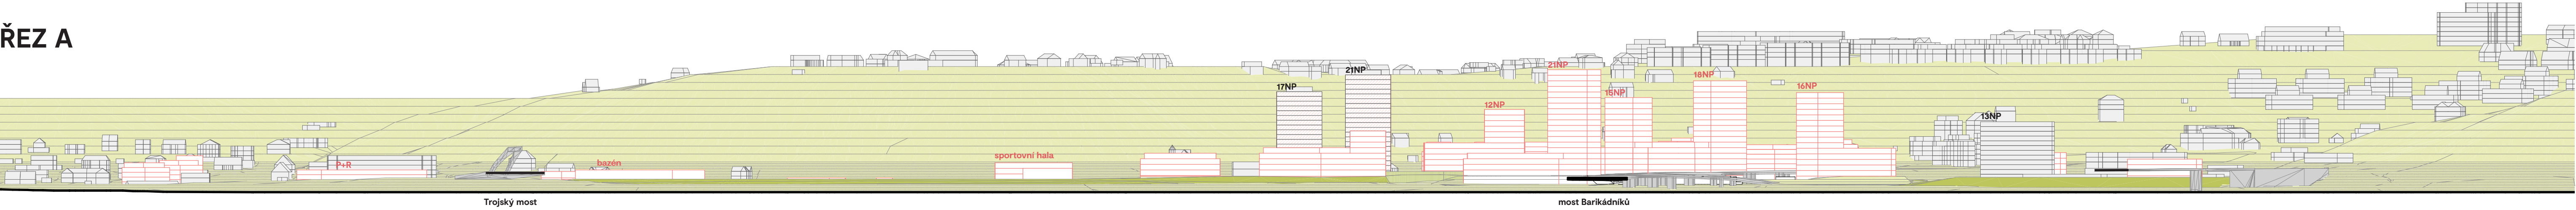 ŘEZ A
21NP
17NP
21NP
18NP
15NP
16NP
12NP
13NP
P+R
bazén
sportovní hala
Trojský most
most Barikádníků